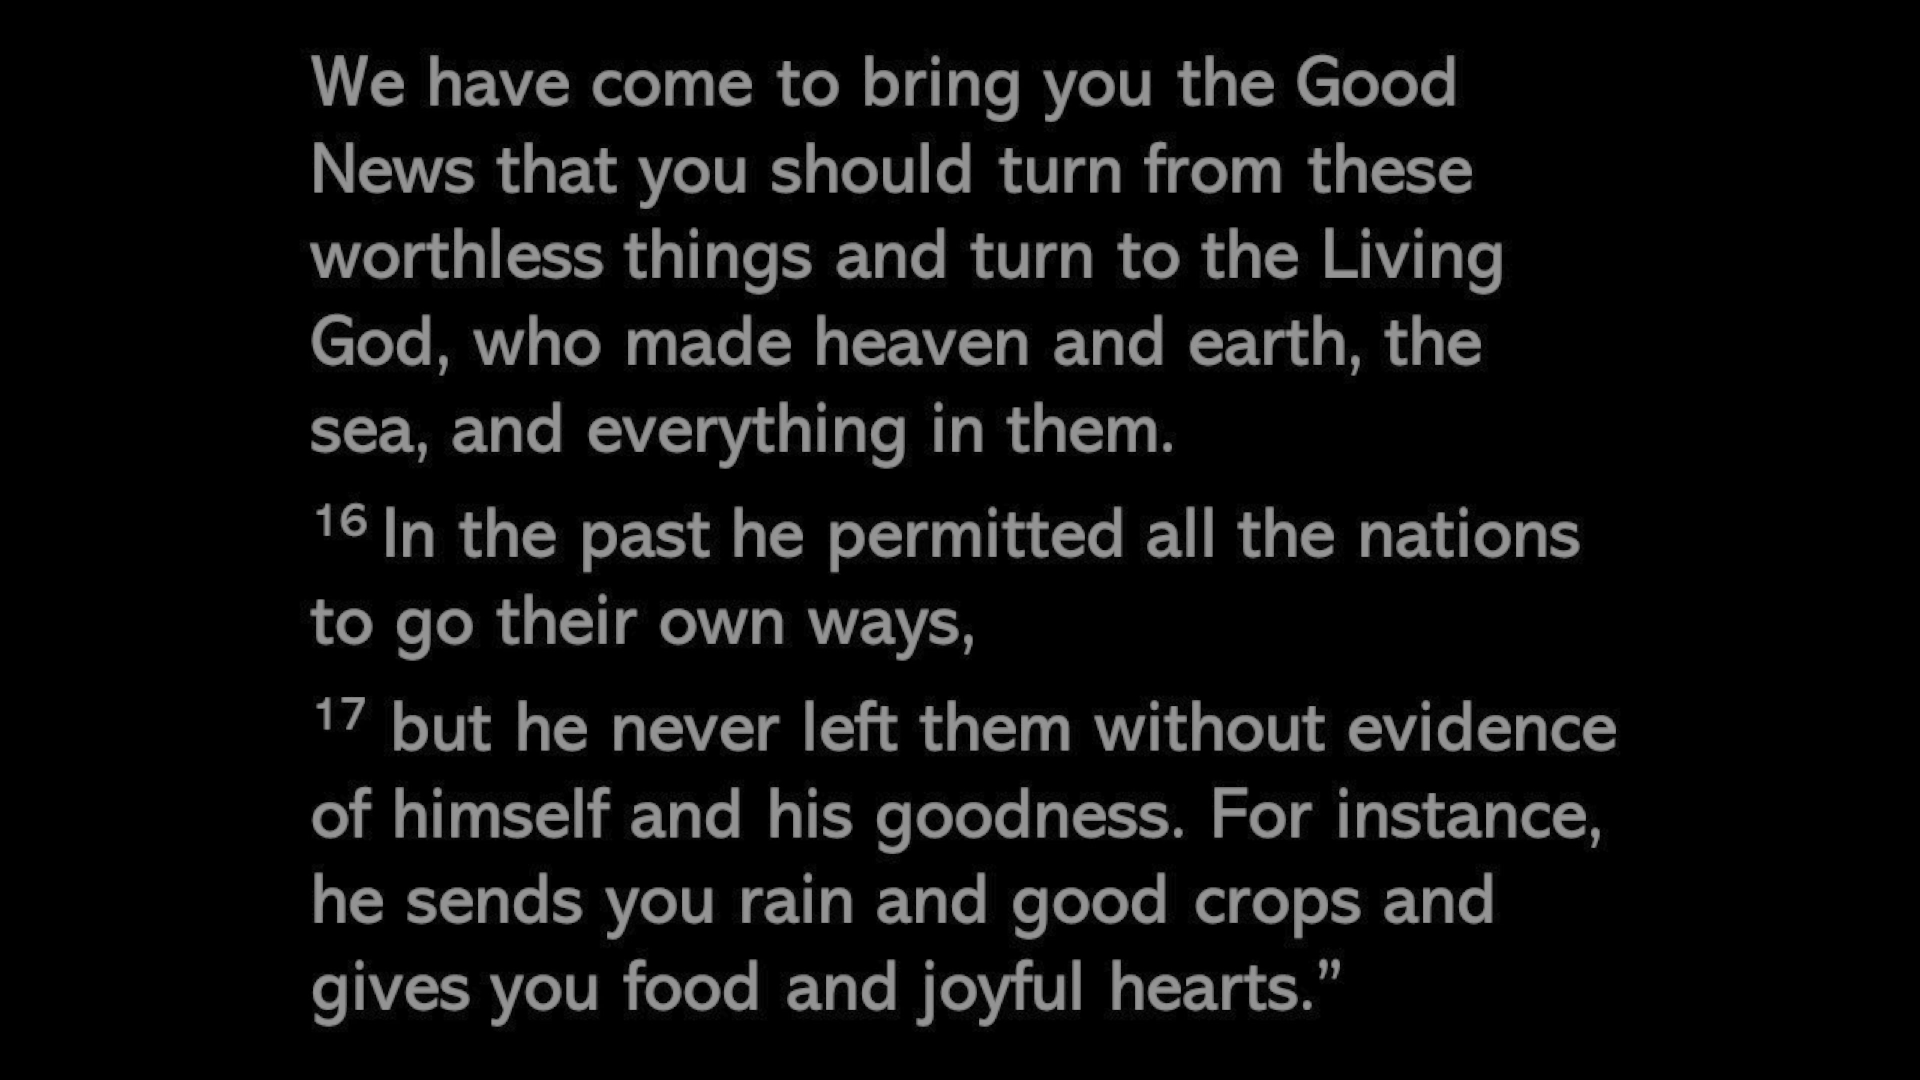 We have come to bring you the Good
News that you should turn from these
worthless things and turn to the Living
God, who made heaven and earth, the
sea, and everything in them.
16 In the past he permitted all the nations
to go their own ways,
17 but he never left them without evidence
of himself and his goodness. For instance,
he sends you rain and good crops and
gives you food and joyful hearts.”